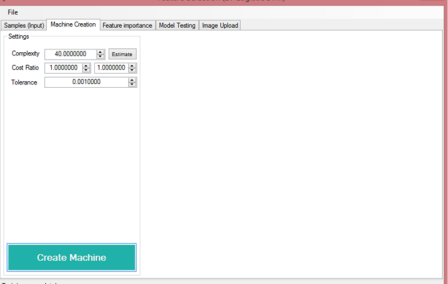 File
Samples (Input) Machine Creation Feature importance Model Testing Image Upload
Settings
Complexity 40.0000000 Estimate
Cost Ratio 1.0000000 1.0000000
Tolerance 0.0010000
Create Machine